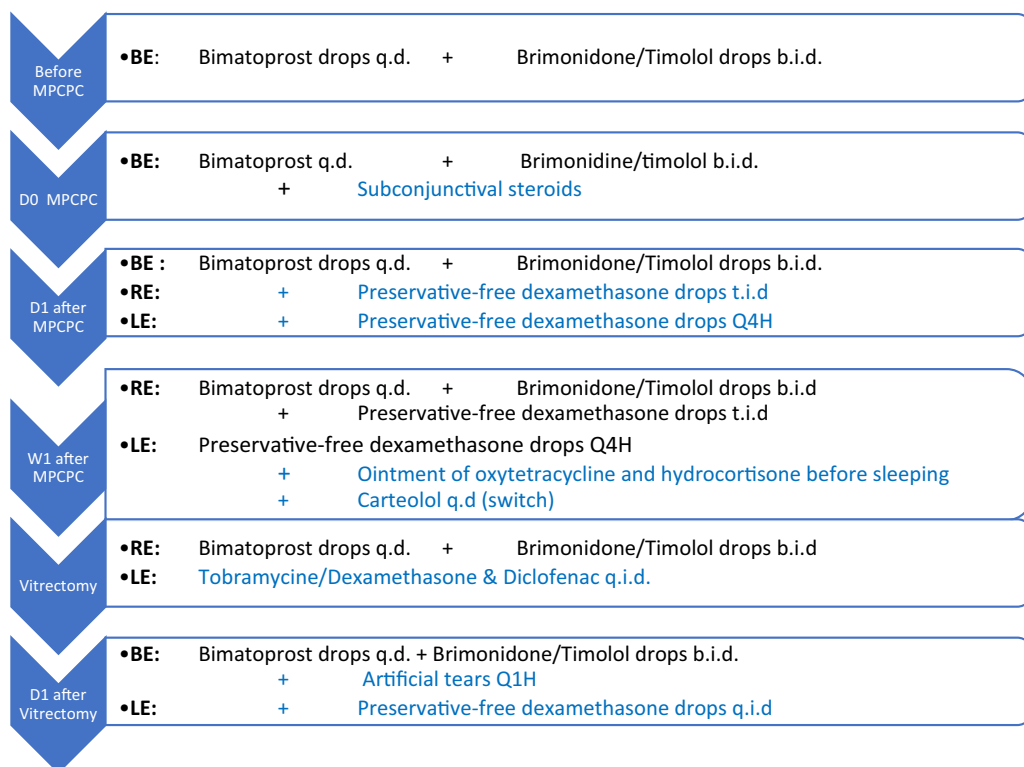 Before
MPCPC
•BE: Bimatoprost drops q.d. + Brimonidone/Timolol drops b.i.d.
D0 MPCPC
•BE: Bimatoprost q.d. + Brimonidine/timolol b.i.d.
+ Subconjunctival steroids
D1 after
MPCPC
•BE : Bimatoprost drops q.d. + Brimonidone/Timolol drops b.i.d.
•RE: + Preservative-free dexamethasone drops t.i.d
•LE: + Preservative-free dexamethasone drops Q4H
W1 after
MPCPC
•RE: Bimatoprost drops q.d. + Brimonidone/Timolol drops b.i.d
+ Preservative-free dexamethasone drops t.i.d
•LE: Preservative-free dexamethasone drops Q4H
+ Ointment of oxytetracycline and hydrocortisone before sleeping
+ Carteolol q.d (switch)
Vitrectomy
•RE: Bimatoprost drops q.d. + Brimonidone/Timolol drops b.i.d
•LE: Tobramycine/Dexamethasone & Diclofenac q.i.d.
D1 after
Vitrectomy
•BE: Bimatoprost drops q.d. + Brimonidone/Timolol drops b.i.d.
+ Artificial tears Q1H
•LE: + Preservative-free dexamethasone drops q.i.d